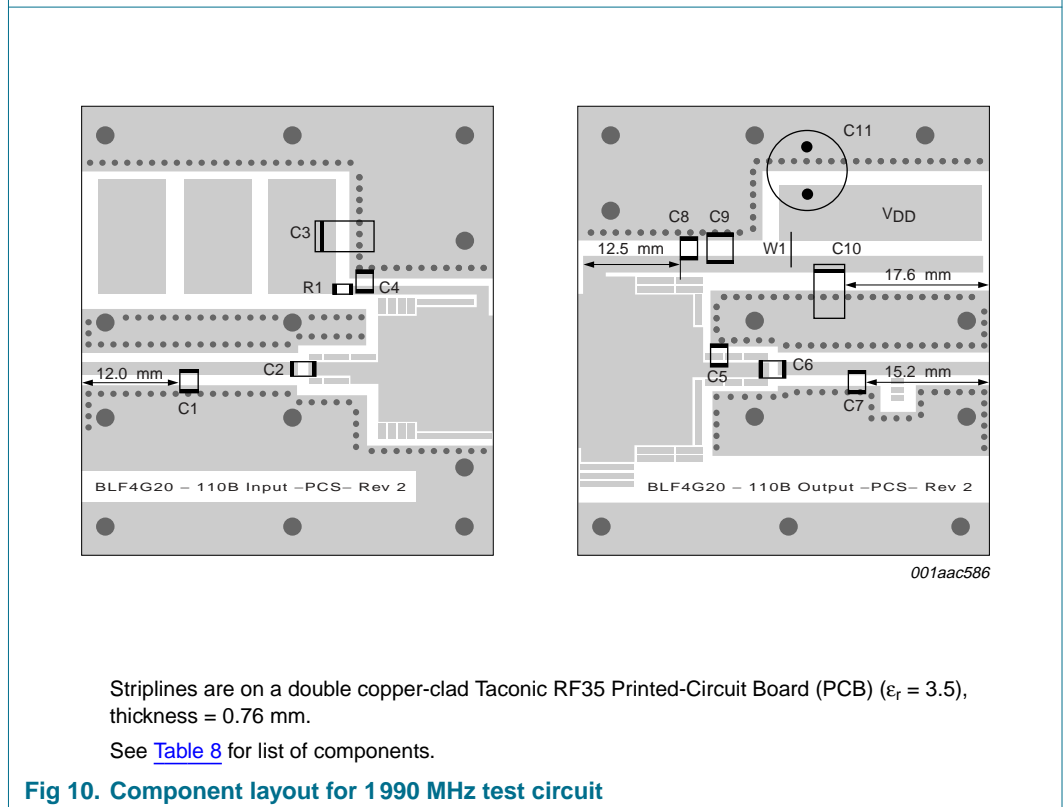 C11
C8 C9
VDD
C3
12.5 mm
W1
C10
17.6 mm
R1
C4
C2
C6
12.0 mm
C5
15.2 mm
C1
C7
BLF4G20 – 110B Input –PCS– Rev 2
BLF4G20 – 110B Output –PCS– Rev 2
001aac586
Striplines are on a double copper-clad Taconic RF35 Printed-Circuit Board (PCB) (εr = 3.5),
thickness = 0.76 mm.
See Table 8 for list of components.
Fig 10. Component layout for 1990 MHz test circuit